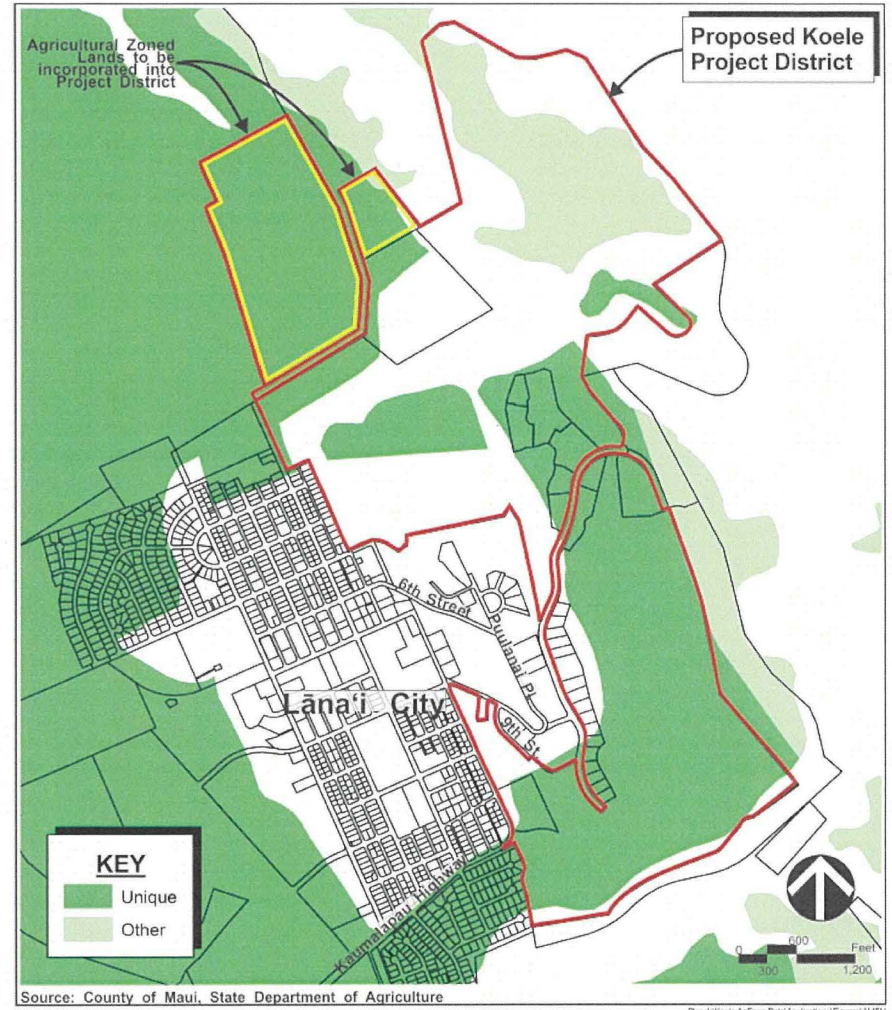 Agricultural Zoned
Lands to be
incorporated into
Project District
Proposed Koele
Project District
6th Street
Puulanai Pl.
Lāna‘i City
9th St.
Kaumalapau Highway
KEY
Unique
Other
0 600 Feet
300 1,200
Source: County of Maui, State Department of Agriculture